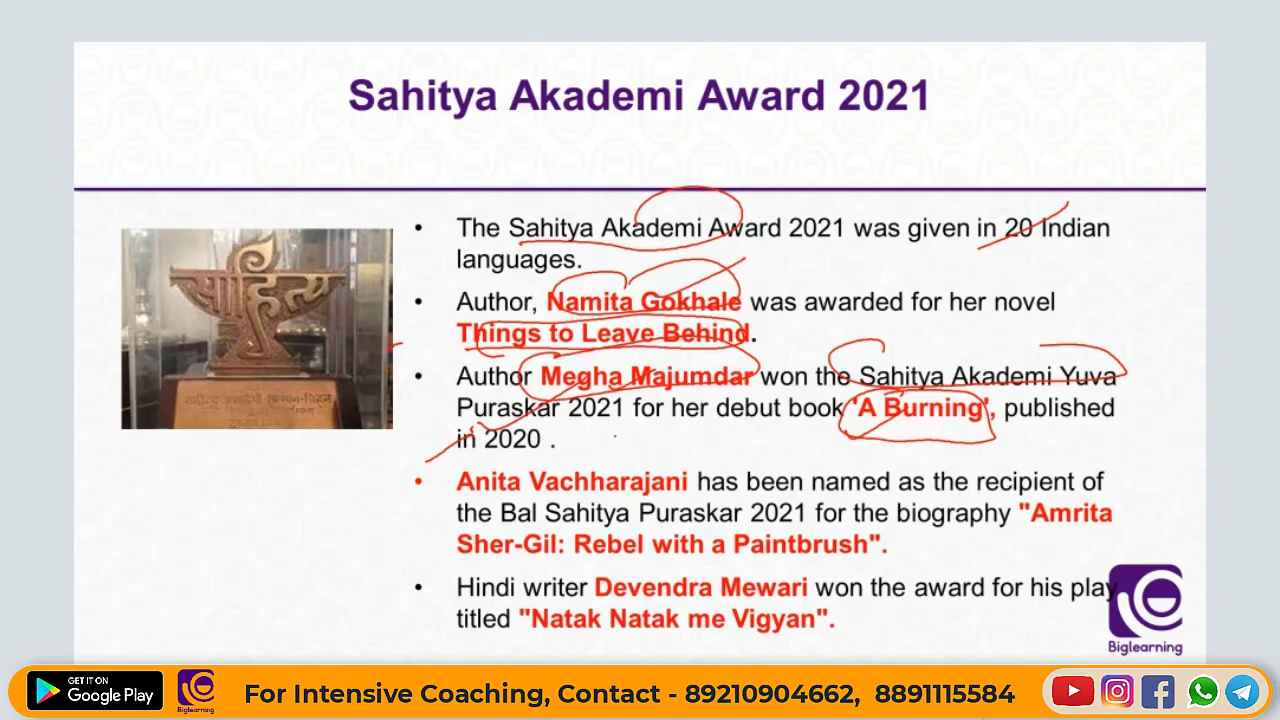 Sahitya Akademi Award 2021
साहित्य
• The Sahitya Akademi Award 2021 was given in 20 Indian
languages.
• Author, Namita Gokhale was awarded for her novel
Things to Leave Behind.
• Author Megha Majumdar won the Sahitya Akademi Yuva
Puraskar 2021 for her debut book 'A Burning', published
in 2020 .
• Anita Vachharajani has been named as the recipient of
the Bal Sahitya Puraskar 2021 for the biography "Amrita
Sher-Gil: Rebel with a Paintbrush".
• Hindi writer Devendra Mewari won the award for his play
titled "Natak Natak me Vigyan".
Biglearning
GET IT ON
Google Play
Biglearning
For Intensive Coaching, Contact - 89210904662, 8891115584